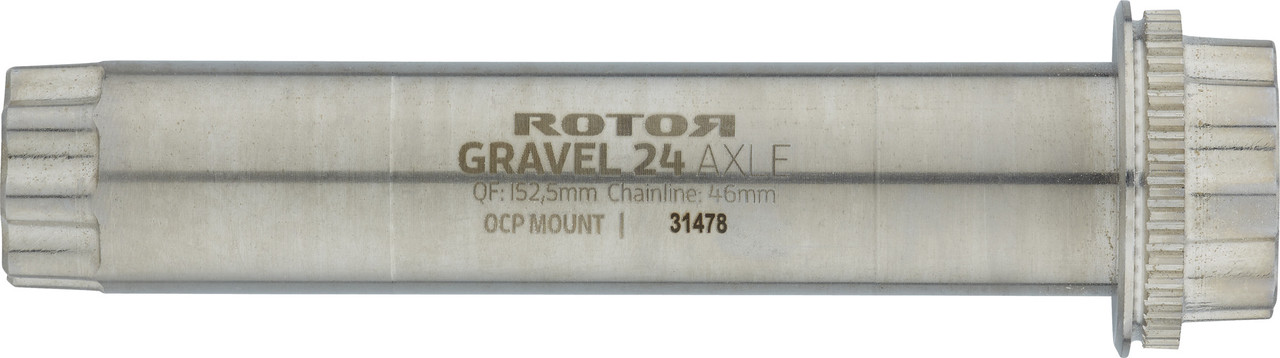 ROTOR
GRAVEL 24 AXLE
QF: 152,5mm Chainline: 46mm
OCP MOUNT | 31478